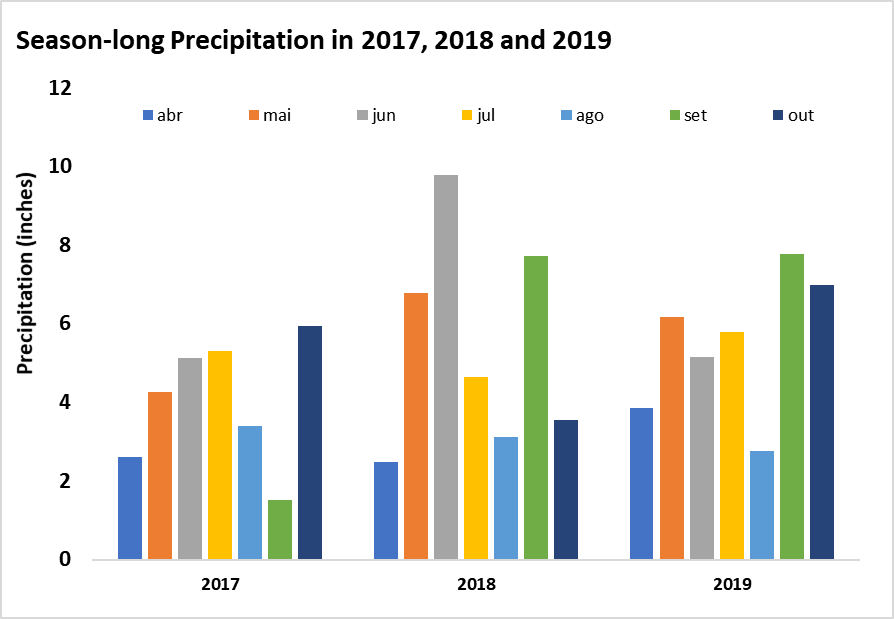 Season-long Precipitation in 2017, 2018 and 2019
12
abr mai jun jul ago set out
10
8
6
4
2
0
Precipitation (inches)
2017 2018 2019